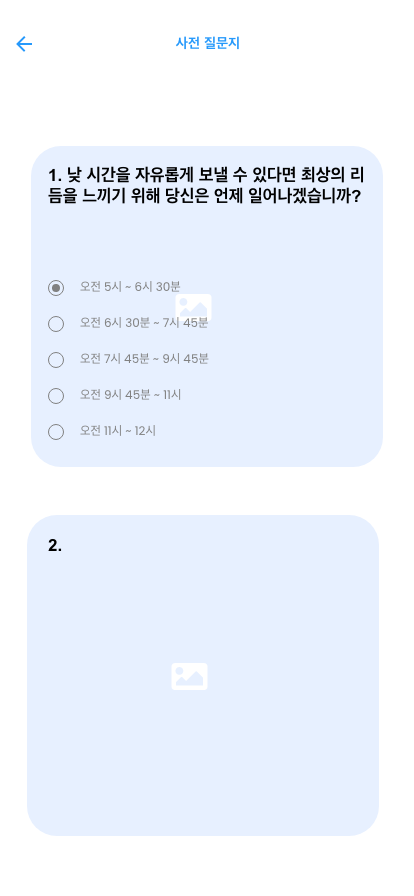 사전 질문지
1. 낮 시간을 자유롭게 보낼 수 있다면 최상의 리
듬을 느끼기 위해 당신은 언제 일어나겠습니까?
오전 5시 ~ 6시 30분
오전 6시 30분 ~ 7시 45분
오전 7시 45분 ~ 9시 45분
오전 9시 45분 ~ 11시
오전 11시 ~ 12시
2.